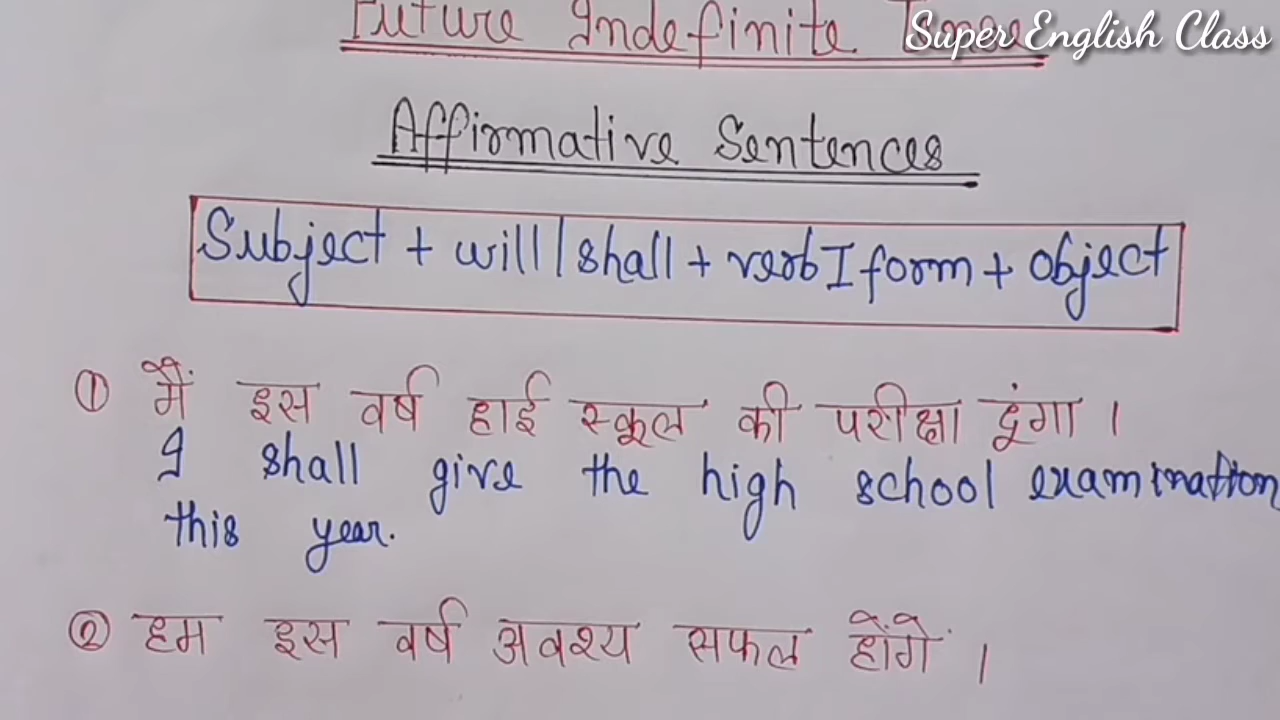 Future Indefinite Tense
Super English Class
Affirmative Sentences
Subject + will/shall + verb I form + object
① मैं इस वर्ष हाई स्कूल की परीक्षा दूंगा ।
I shall give the high school examination
this year.
② हम इस वर्ष अवश्य सफल होंगे ।